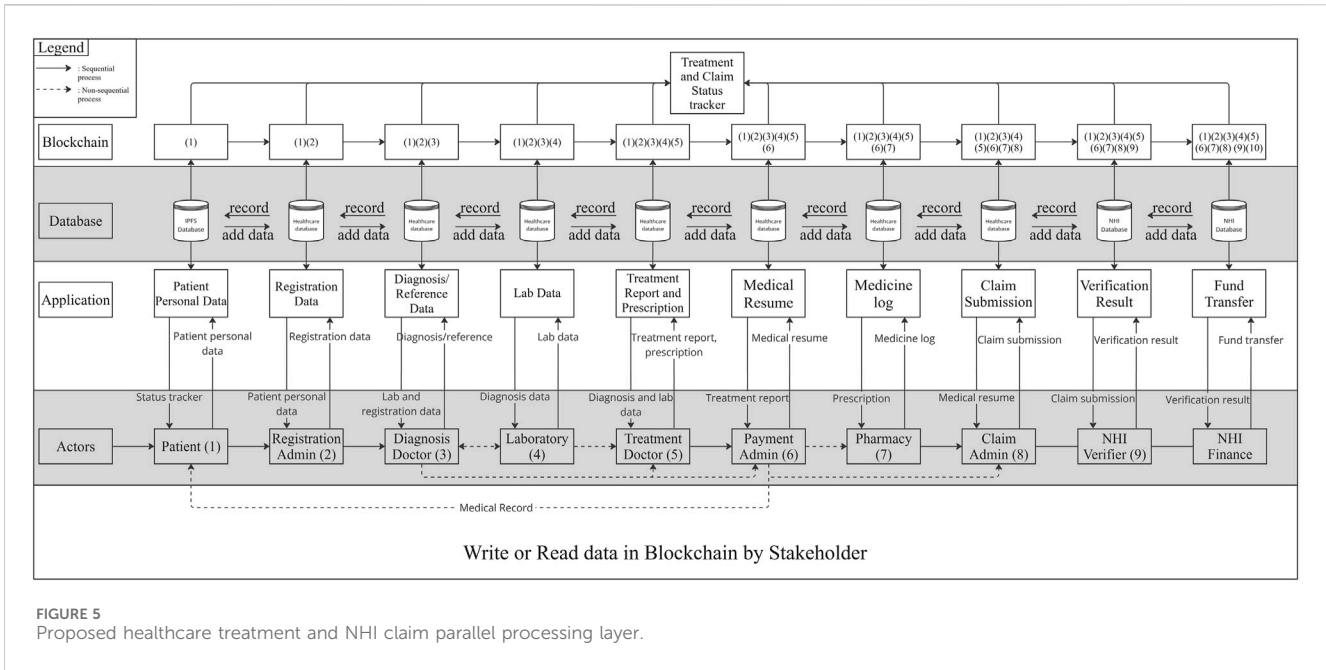 Legend
: Sequential
process
: Non-sequential
process
Treatment
and Claim
Status
tracker
Blockchain
(1)
(1)(2)
(1)(2)(3)
(1)(2)(3)(4)
(1)(2)(3)(4)(5)
(1)(2)(3)(4)(5)
(6)
(1)(2)(3)(4)(5)
(6)(7)
(1)(2)(3)(4)
(5)(6)(7)(8)
(1)(2)(3)(4)(5)
(6)(7)(8)(9)
(1)(2)(3)(4)(5)
(6)(7)(8) (9)(10)
Database
IPFS
Database
record
add data
Healthcare
database
record
add data
Healthcare
database
record
add data
Healthcare
database
record
add data
Healthcare
database
record
add data
Healthcare
database
record
add data
Healthcare
database
record
add data
Healthcare
database
record
add data
NHI
Database
record
add data
NHI
Database
Application
Patient
Personal Data
Registration
Data
Diagnosis/
Reference
Data
Lab Data
Treatment
Report and
Prescription
Medical
Resume
Medicine
log
Claim
Submission
Verification
Result
Fund
Transfer
Patient personal
data
Registration data
Diagnosis/reference
Lab data
Treatment report,
prescription
Medical resume
Medicine log
Claim submission
Verification result
Fund transfer
Status tracker
Patient personal
data
Lab and
registration data
Diagnosis data
Diagnosis and lab
data
Treatment report
Prescription
Medical resume
Claim submission
Verification result
Actors
Patient (1)
Registration
Admin (2)
Diagnosis
Doctor (3)
Laboratory
(4)
Treatment
Doctor (5)
Payment
Admin (6)
Pharmacy
(7)
Claim
Admin (8)
NHI
Verifier (9)
NHI
Finance
Medical Record
Write or Read data in Blockchain by Stakeholder
FIGURE 5
Proposed healthcare treatment and NHI claim parallel processing layer.